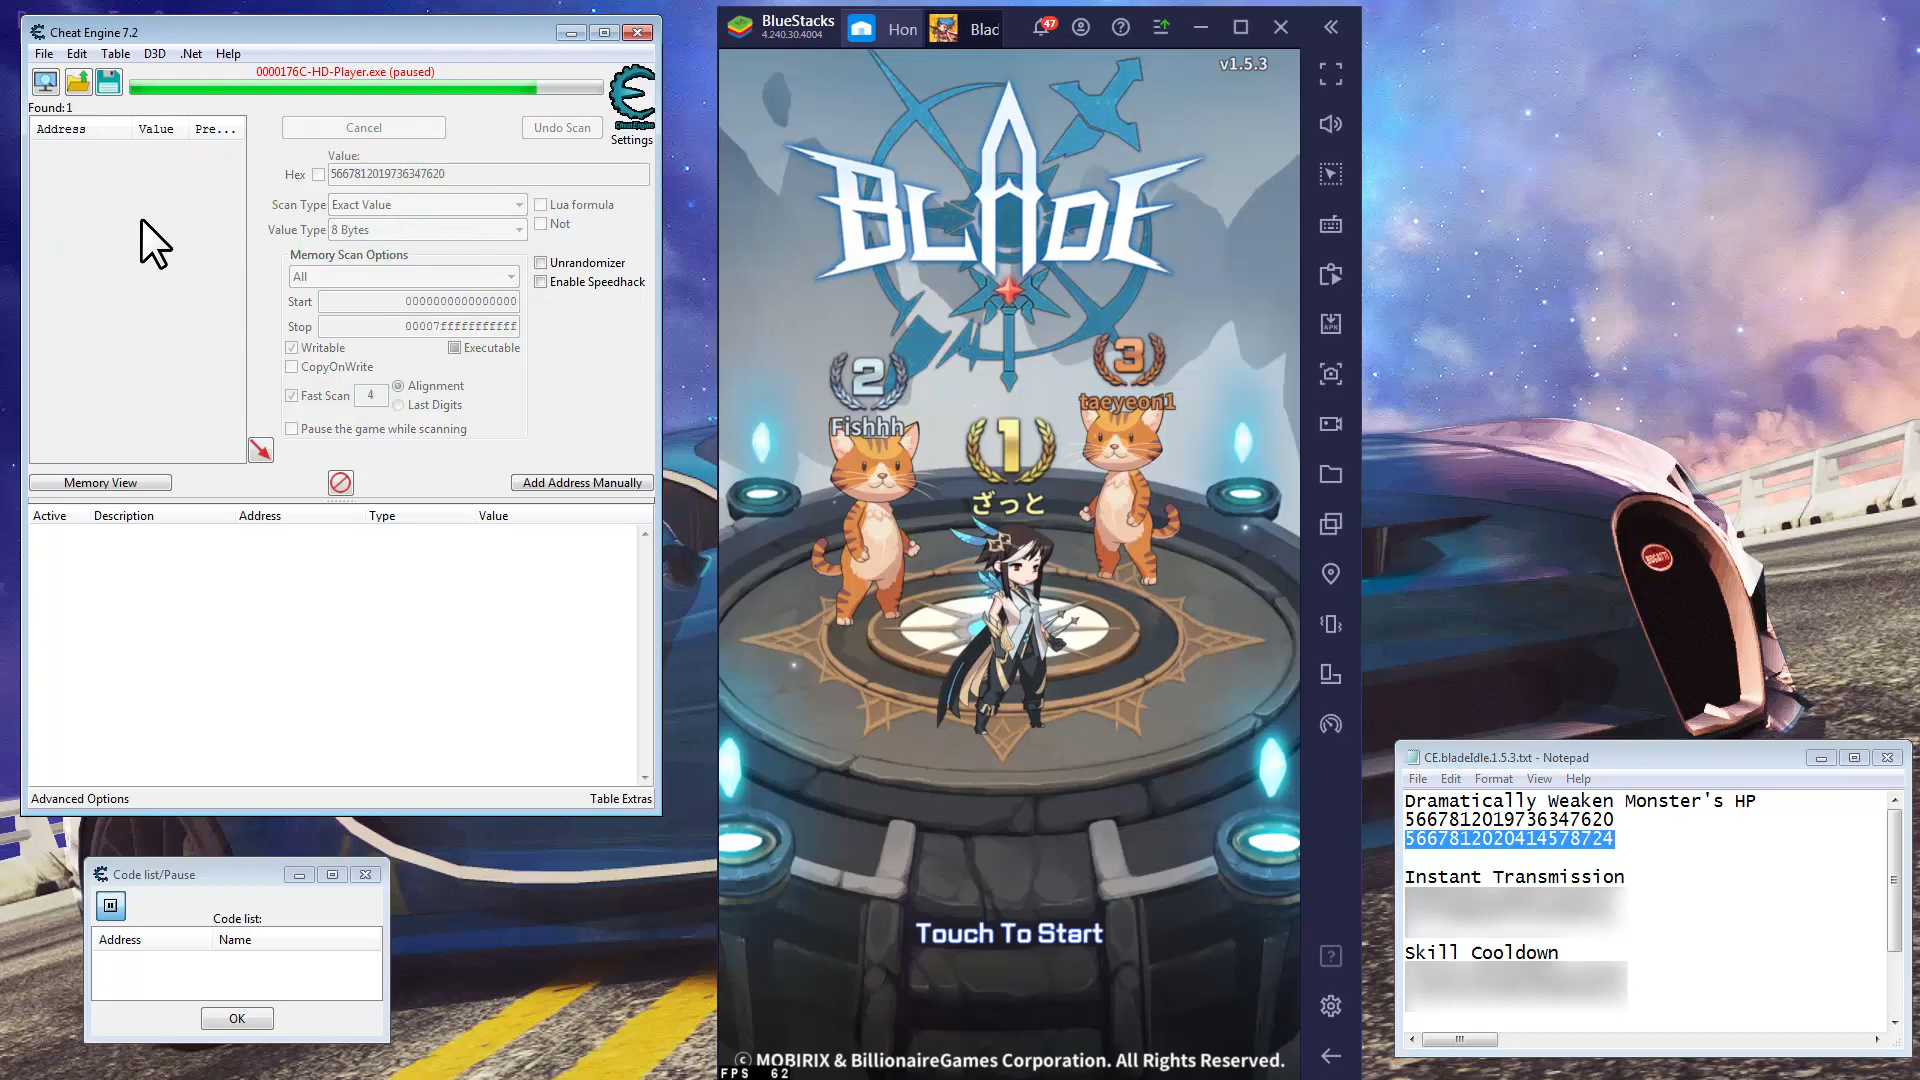 Cheat Engine 7.2
File Edit Table D3D .Net Help
0000176C-HD-Player.exe (paused)
Found:1
Address Value Pre...
Cheat Engine
Settings
Cancel
Undo Scan
Value:
Hex 5667812019736347620
Scan Type Exact Value
Lua formula
Not
Value Type 8 Bytes
Memory Scan Options
All
Unrandomizer
Enable Speedhack
Start 0000000000000000
Stop 00007fffffffffff
Writable Executable
CopyOnWrite
Fast Scan 4 Alignment
Last Digits
Pause the game while scanning
Memory View
Add Address Manually
Active Description Address Type Value
Advanced Options
Table Extras
Code list/Pause
Code list:
Address Name
OK
BlueStacks
4.240.30.4004
Hon
Blad
47
v1.5.3
BLADE
2
Fishhh
3
taeyeon1
1
ざっと
Touch To Start
© MOBIRIX & BillionaireGames Corporation. All Rights Reserved.
FPS 62
APK
BUGATTI
CE.bladeIdle.1.5.3.txt - Notepad
File Edit Format View Help
Dramatically Weaken Monster's HP
5667812019736347620
5667812020414578724
Instant Transmission
Skill Cooldown